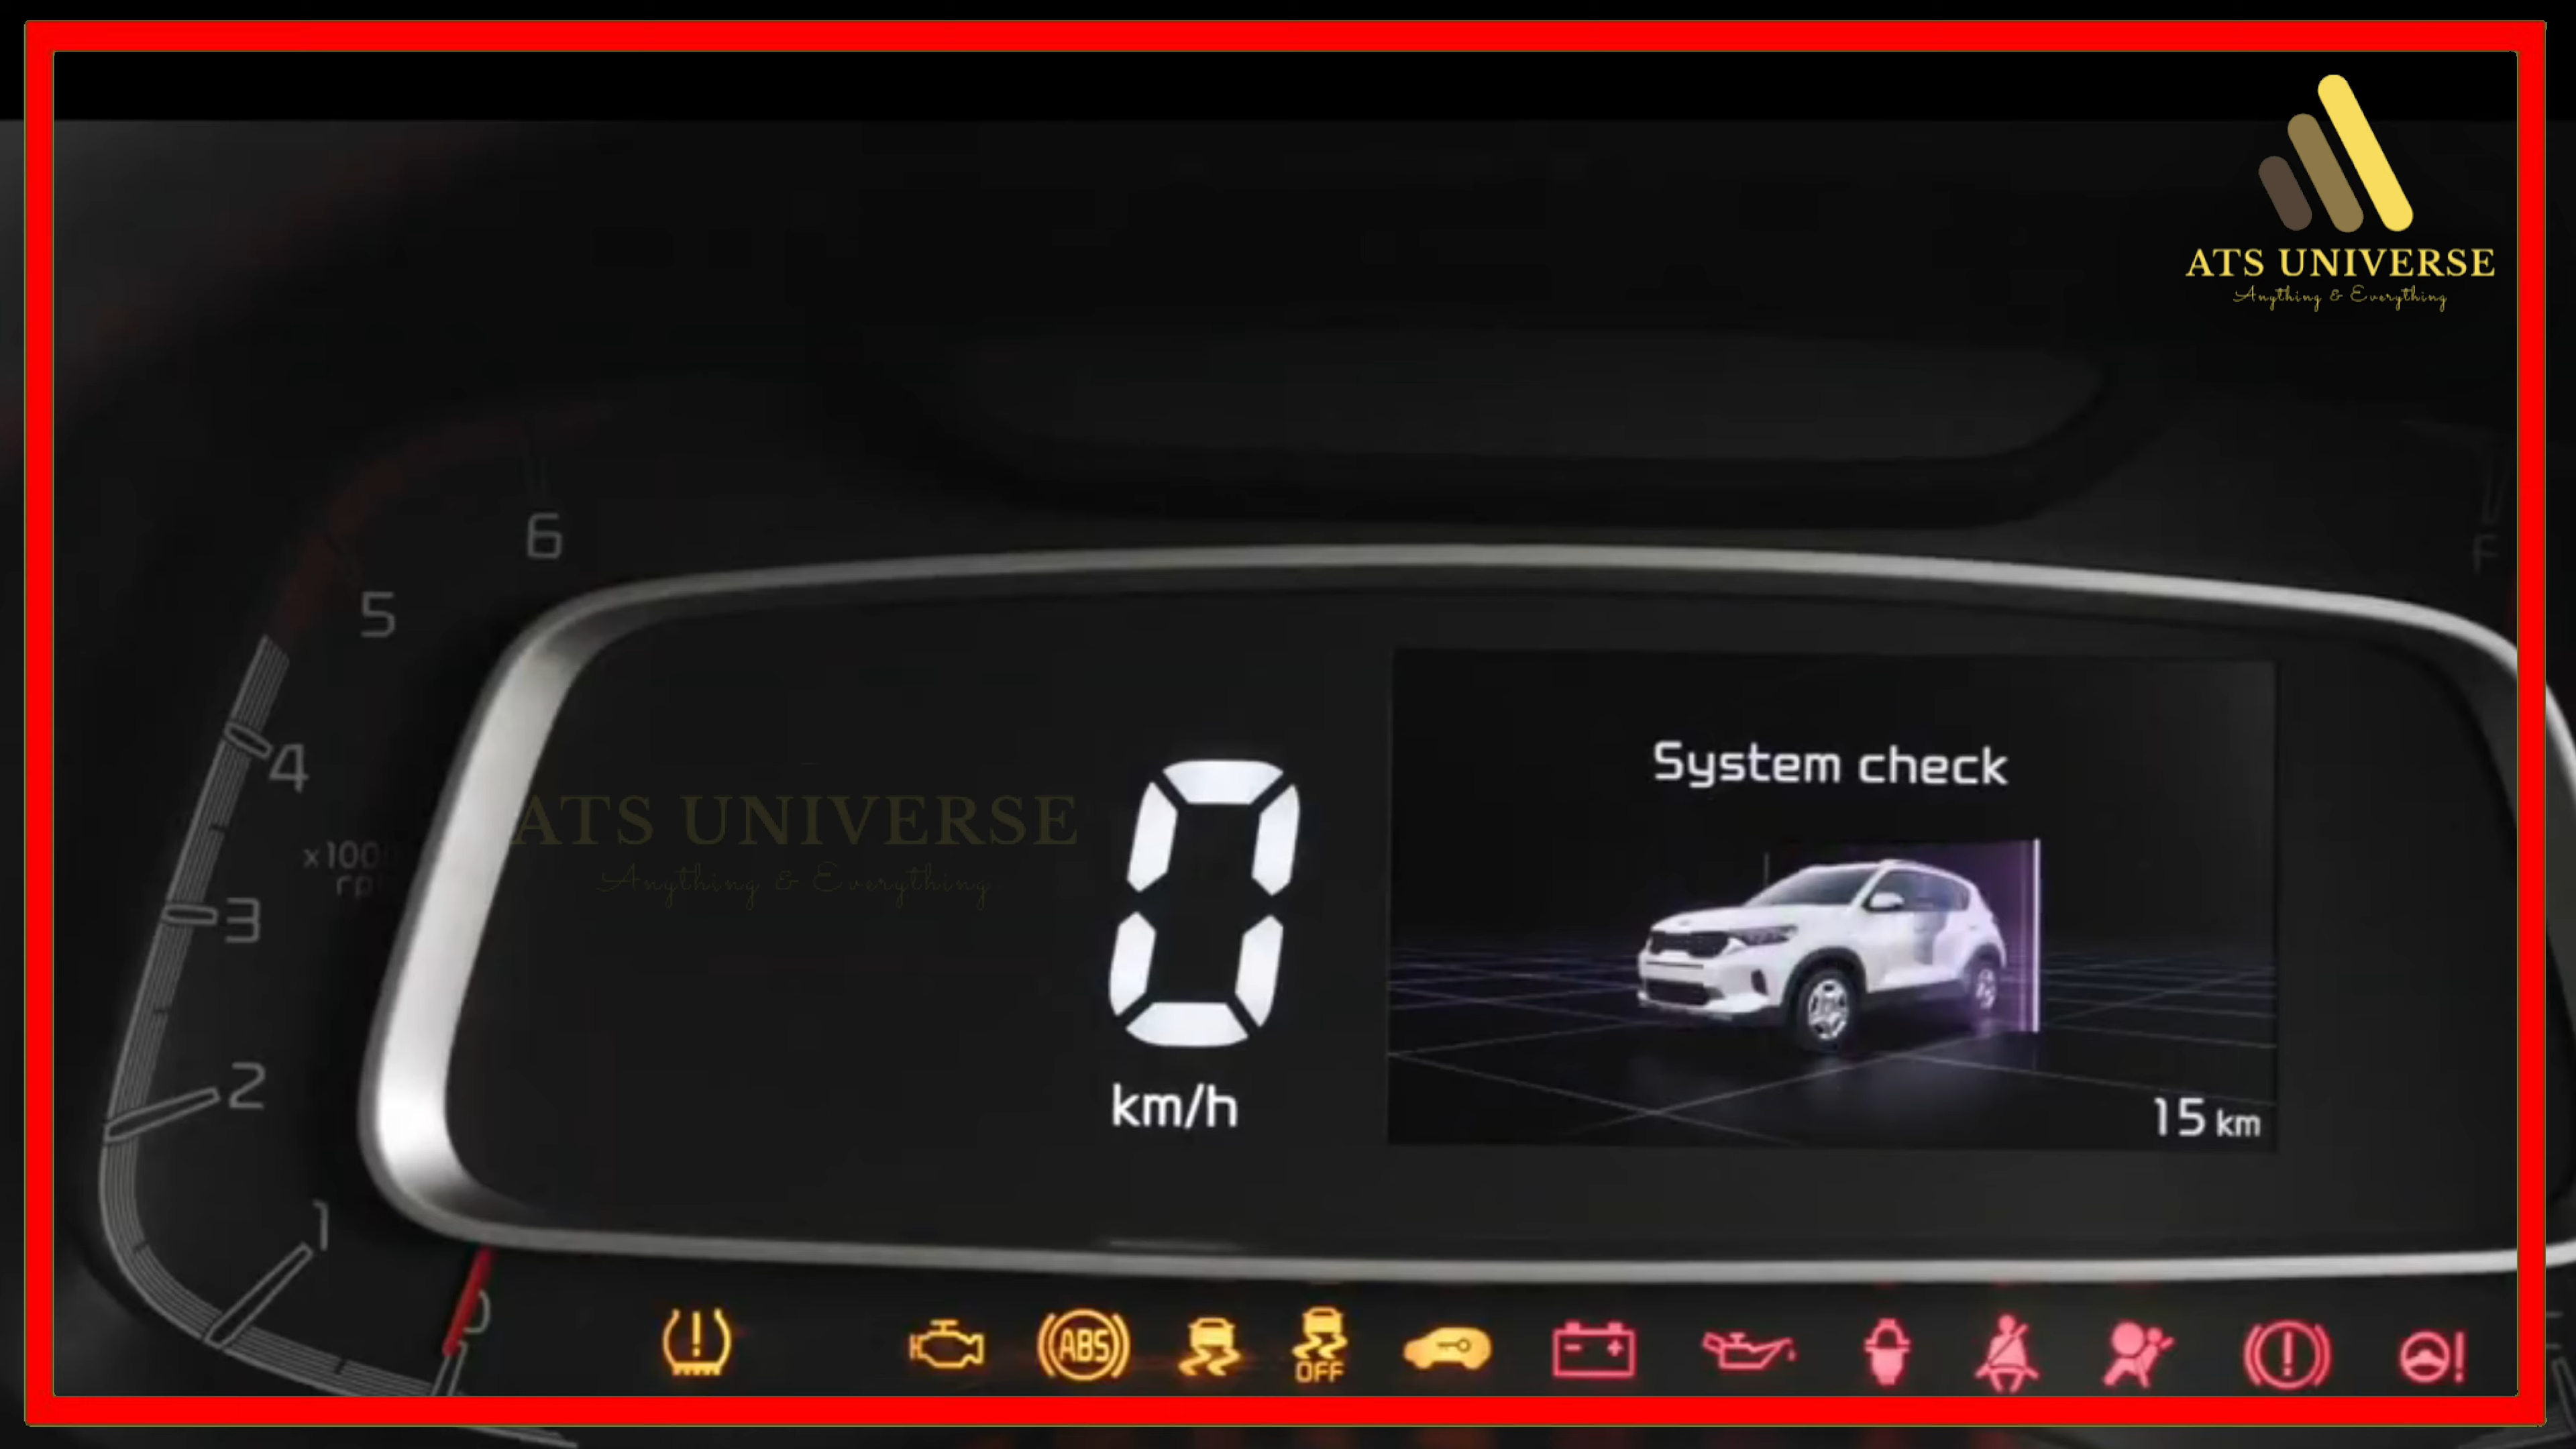 ATS UNIVERSE
Anything & Everything
6
5
4
x100
3
2
1
F
System check
ATS UNIVERSE
Anything & Everything
0
km/h
15 km
ABS
OFF